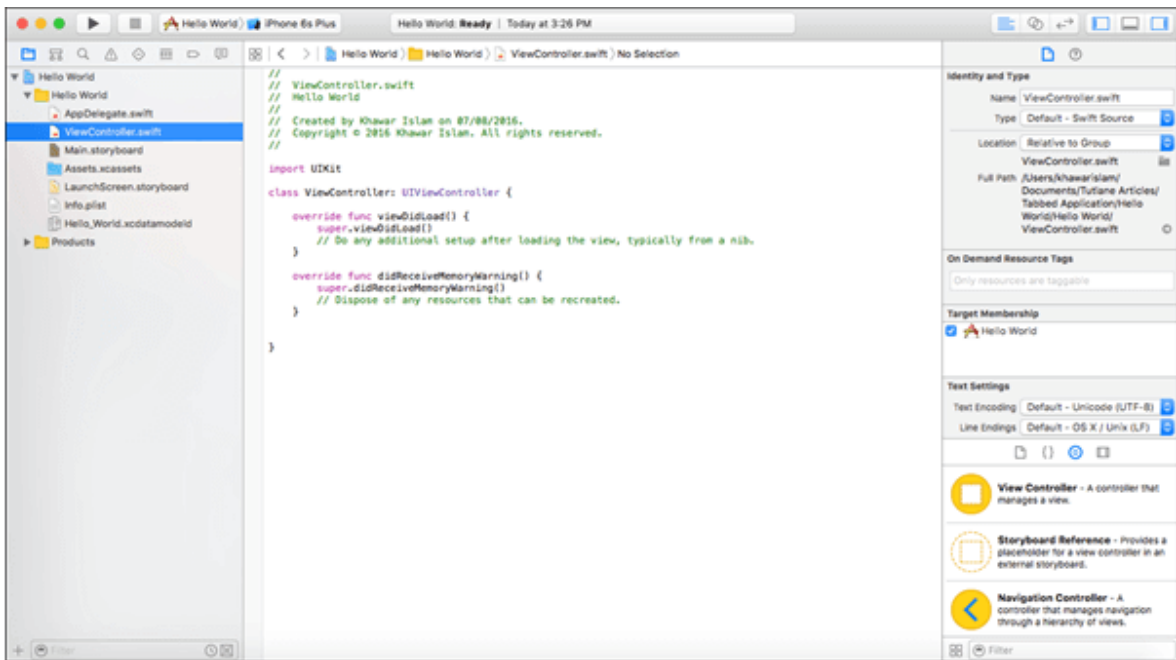 Hello World
iPhone 6s Plus
Hello World: Ready | Today at 3:26 PM
Hello World
Hello World
ViewController.swift
No Selection
Hello World
Hello World
AppDelegate.swift
ViewController.swift
Main.storyboard
Assets.xcassets
LaunchScreen.storyboard
Info.plist
Hello_World.xcdatamodeld
Products
Filter
//
// ViewController.swift
// Hello World
//
// Created by Khawar Islam on 07/08/2016.
// Copyright © 2016 Khawar Islam. All rights reserved.
//
import UIKit
class ViewController: UIViewController {
override func viewDidLoad() {
super.viewDidLoad()
// Do any additional setup after loading the view, typically from a nib.
}
override func didReceiveMemoryWarning() {
super.didReceiveMemoryWarning()
// Dispose of any resources that can be recreated.
}
}
Identity and Type
Name ViewController.swift
Type Default - Swift Source
Location Relative to Group
ViewController.swift
Full Path /Users/khawarislam/
Documents/Tutlane Articles/
Tabbed Application/Hello
World/Hello World/
ViewController.swift
On Demand Resource Tags
Only resources are taggable
Target Membership
Hello World
Text Settings
Text Encoding Default - Unicode (UTF-8)
Line Endings Default - OS X / Unix (LF)
{ }
View Controller - A controller that
manages a view.
Storyboard Reference - Provides a
placeholder for a view controller in an
external storyboard.
Navigation Controller - A
controller that manages navigation
through a hierarchy of views.
Filter